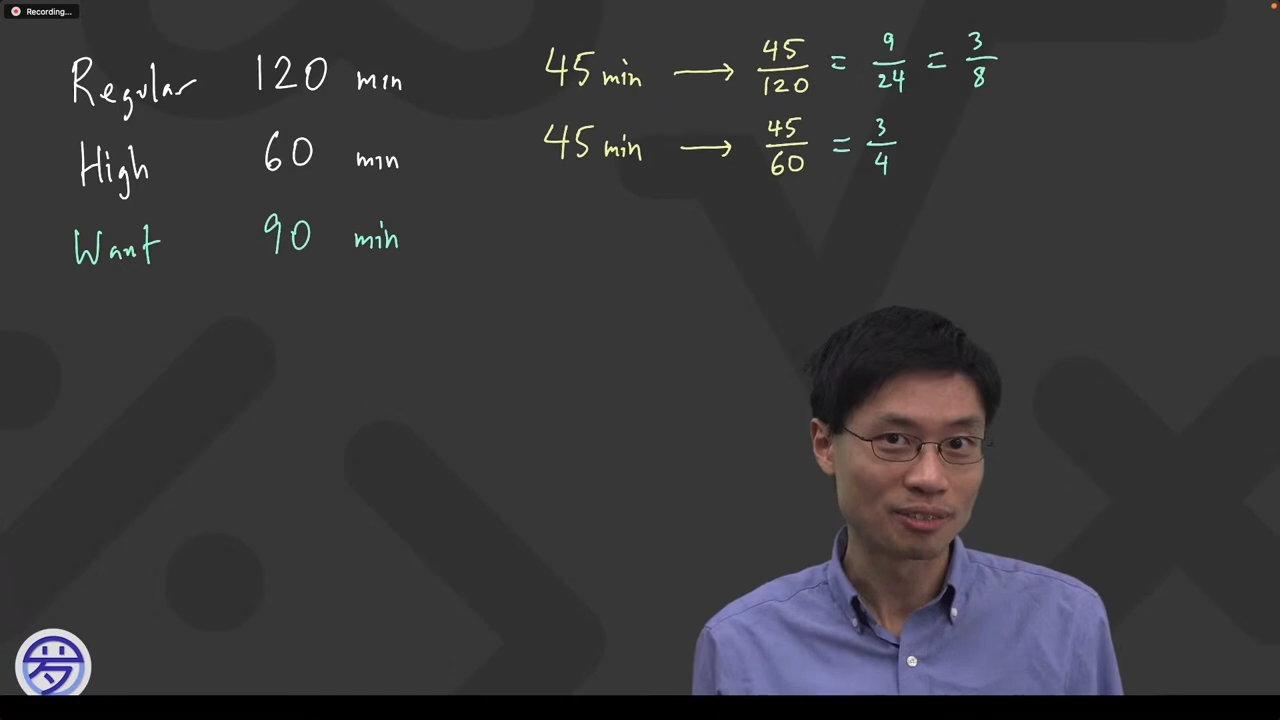 Recording...
Regular 120 min
High 60 min
Want 90 min
45 min → 45/120 = 9/24 = 3/8
45 min → 45/60 = 3/4